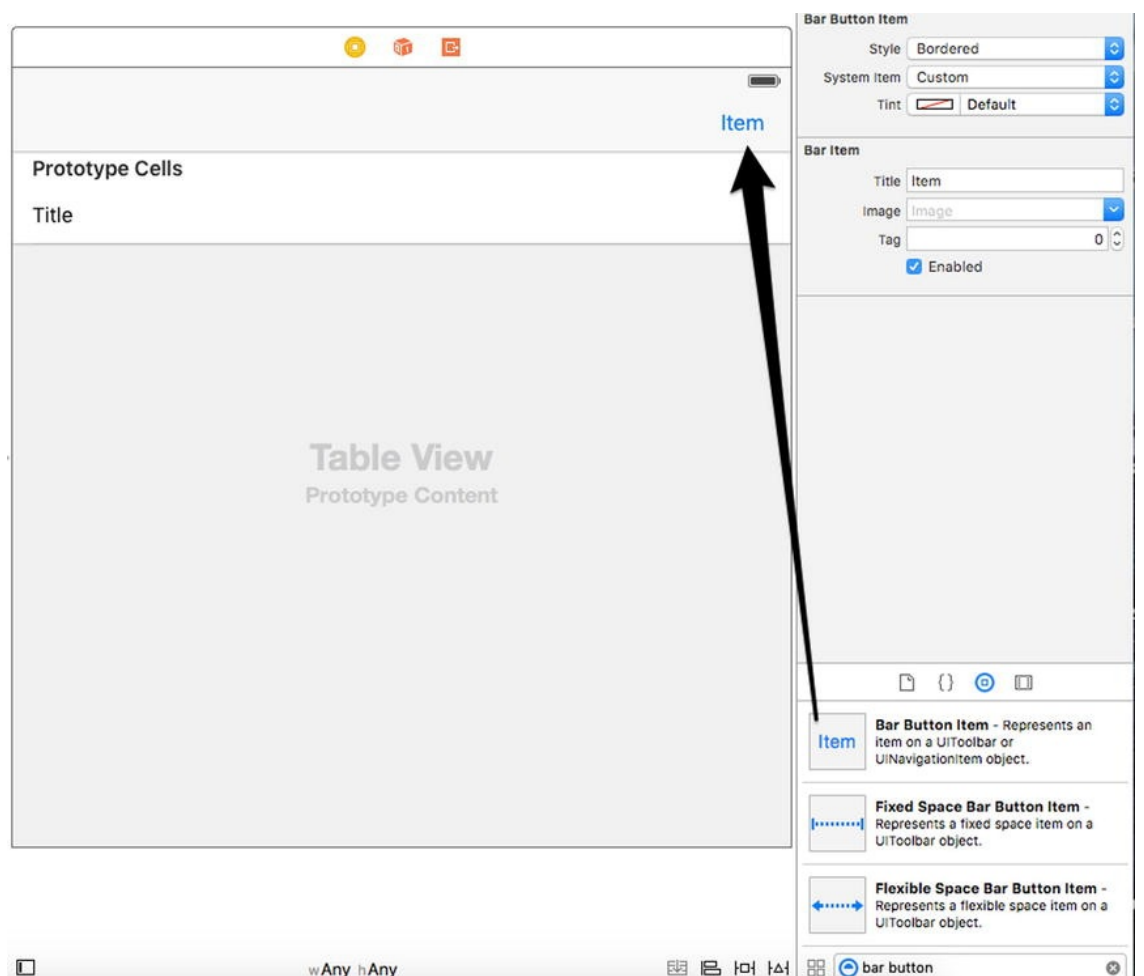 Item
Prototype Cells
Title
Table View
Prototype Content
wAny hAny
Bar Button Item
Style Bordered
System Item Custom
Tint Default
Bar Item
Title Item
Image Image
Tag 0
Enabled
{}
Item
Bar Button Item - Represents an
item on a UIToolbar or
UINavigationItem object.
Fixed Space Bar Button Item -
Represents a fixed space item on a
UIToolbar object.
Flexible Space Bar Button Item -
Represents a flexible space item on a
UIToolbar object.
bar button